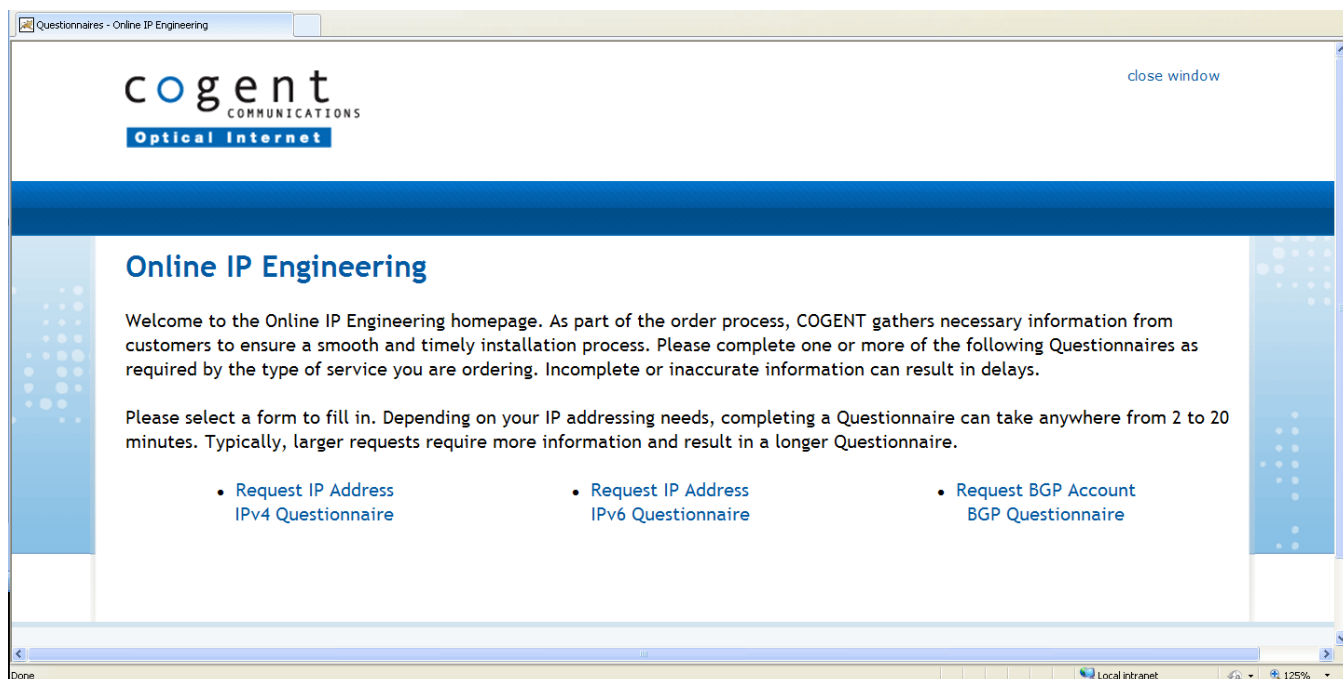 Questionnaires - Online IP Engineering
close window
cogent
COMMUNICATIONS
Optical Internet
Online IP Engineering
Welcome to the Online IP Engineering homepage. As part of the order process, COGENT gathers necessary information from
customers to ensure a smooth and timely installation process. Please complete one or more of the following Questionnaires as
required by the type of service you are ordering. Incomplete or inaccurate information can result in delays.
Please select a form to fill in. Depending on your IP addressing needs, completing a Questionnaire can take anywhere from 2 to 20
minutes. Typically, larger requests require more information and result in a longer Questionnaire.
• Request IP Address
IPv4 Questionnaire
• Request IP Address
IPv6 Questionnaire
• Request BGP Account
BGP Questionnaire
Done
Local intranet
125%